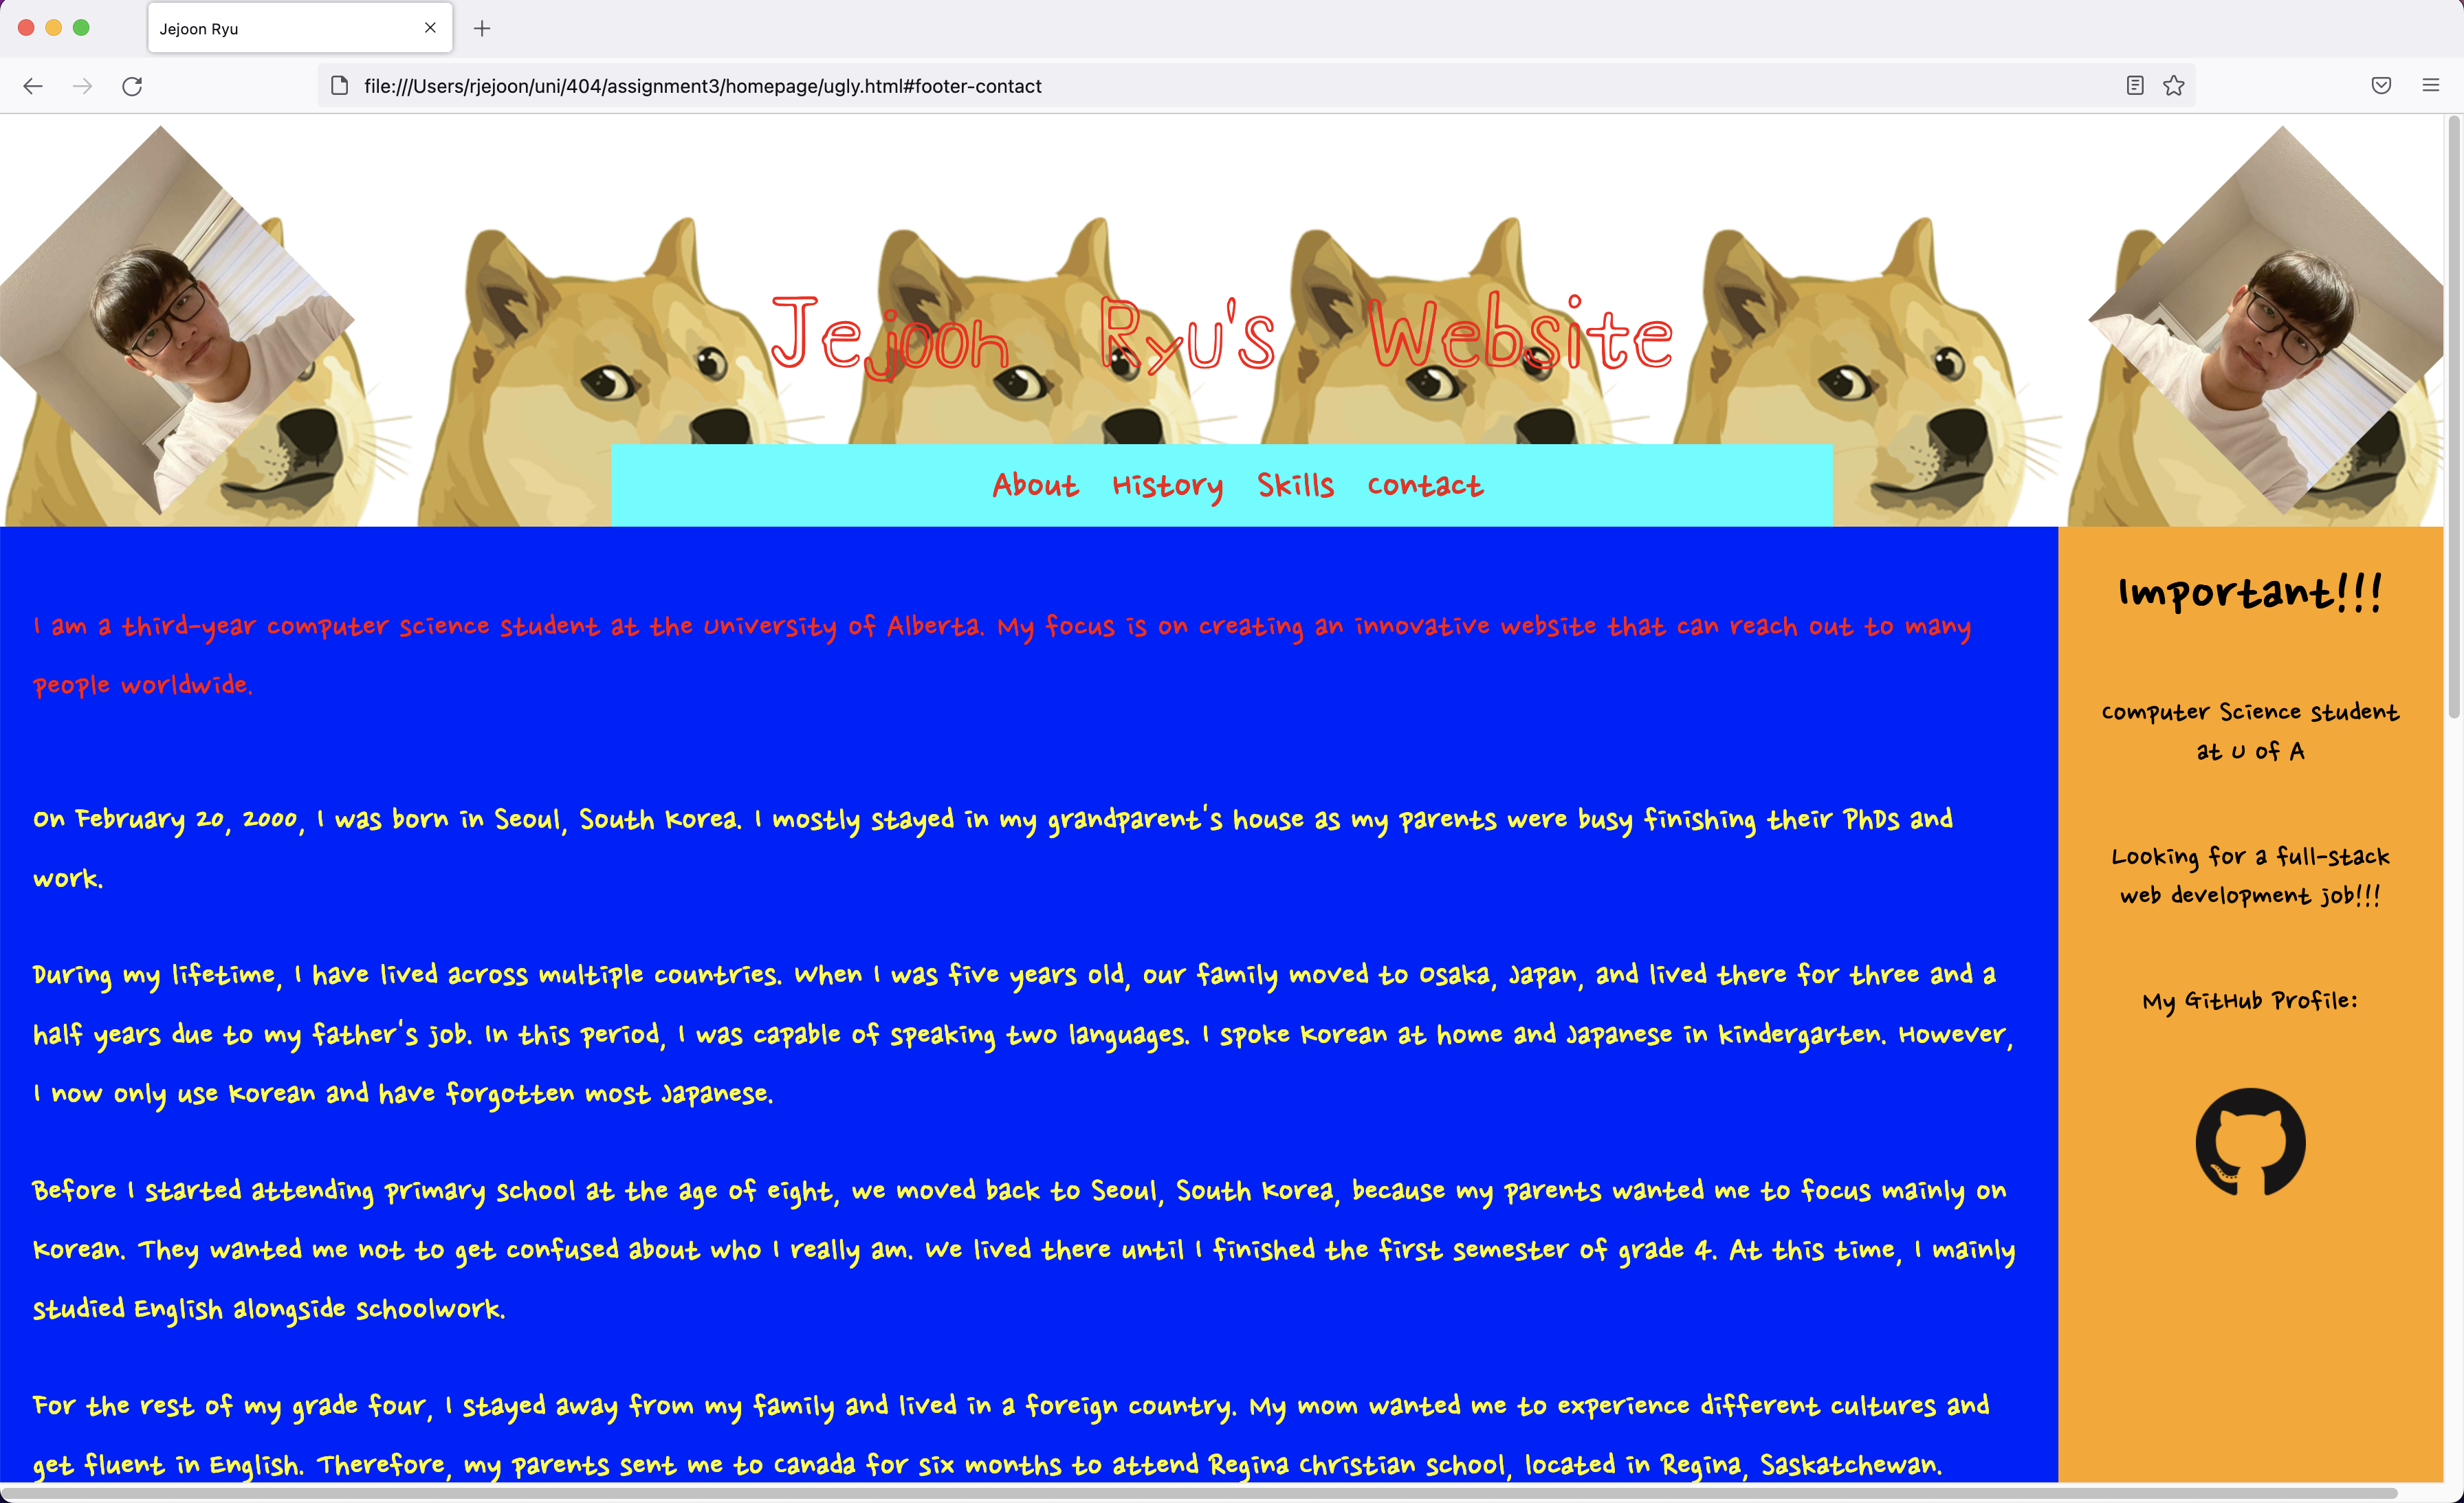 Jejoon Ryu
file:///Users/rjejoon/uni/404/assignment3/homepage/ugly.html#footer-contact
Jejoon Ryu's Website
About History Skills Contact
I am a third-year computer science student at the University of Alberta. My focus is on creating an innovative website that can reach out to many
people worldwide.
On February 20, 2000, I was born in Seoul, South Korea. I mostly stayed in my grandparent's house as my parents were busy finishing their PhDs and
work.
During my lifetime, I have lived across multiple countries. When I was five years old, our family moved to Osaka, Japan, and lived there for three and a
half years due to my father's job. In this period, I was capable of speaking two languages. I spoke Korean at home and Japanese in kindergarten. However,
I now only use Korean and have forgotten most Japanese.
Before I started attending primary school at the age of eight, we moved back to Seoul, South Korea, because my parents wanted me to focus mainly on
Korean. They wanted me not to get confused about who I really am. We lived there until I finished the first semester of grade 4. At this time, I mainly
studied English alongside schoolwork.
For the rest of my grade four, I stayed away from my family and lived in a foreign country. My mom wanted me to experience different cultures and
get fluent in English. Therefore, my parents sent me to Canada for six months to attend Regina Christian school, located in Regina, Saskatchewan.
Important!!!
Computer Science student
at U of A
Looking for a full-stack
web development job!!!
My GitHub Profile: